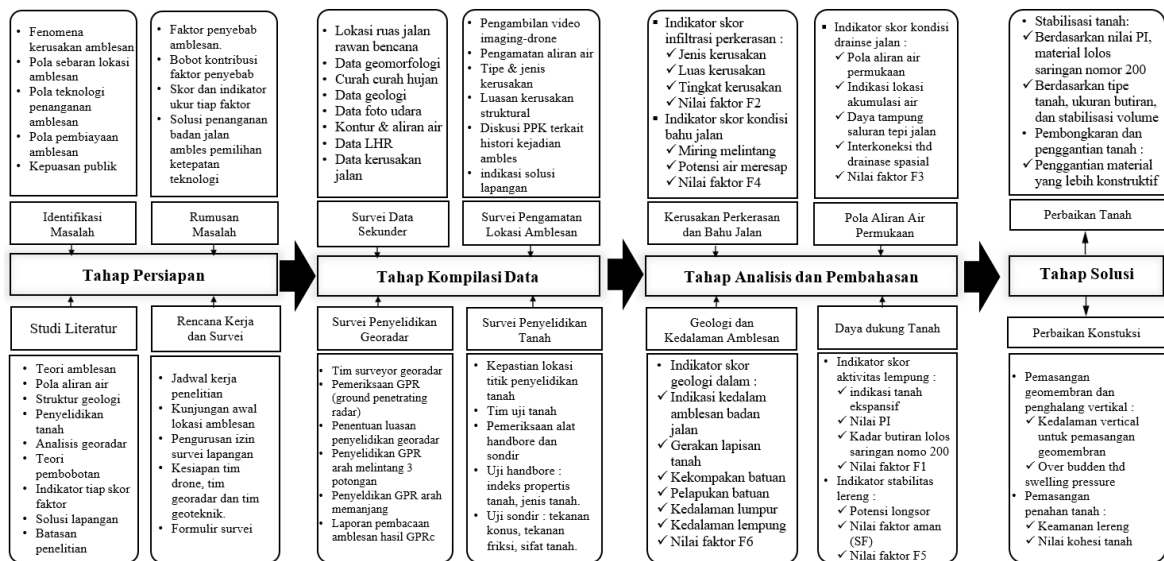 • Fenomena
kerusakan amblesan
• Pola sebaran lokasi
amblesan
• Pola teknologi
penanganan
amblesan
• Pola pembiayaan
amblesan
• Kepuasan publik
• Faktor penyebab
amblesan.
• Bobot kontribusi
faktor penyebab
• Skor dan indikator
ukur tiap faktor
• Solusi penanganan
badan jalan
ambles pemilihan
ketepatan
teknologi
• Lokasi ruas jalan
rawan bencana
• Data geomorfologi
• Curah curah hujan
• Data geologi
• Data foto udara
• Kontur & aliran air
• Data LHR
• Data kerusakan
jalan
• Pengambilan video
imaging-drone
• Pengamatan aliran air
• Tipe & jenis
kerusakan
• Luasan kerusakan
struktural
• Diskusi PPK terkait
histori kejadian
ambles
• indikasi solusi
lapangan
▪ Indikator skor
infiltrasi perkerasan :
✓ Jenis kerusakan
✓ Luas kerusakan
✓ Tingkat kerusakan
✓ Nilai faktor F2
▪ Indikator skor kondisi
bahu jalan :
✓ Miring melintang
✓ Potensi air meresap
✓ Nilai faktor F4
• Indikator skor kondisi
drainse jalan :
✓ Pola aliran air
permukaan
✓ Indikasi lokasi
akumulasi air
✓ Daya tampung
saluran tepi jalan
✓ Interkoneksi thd
drainase spasial
✓ Nilai faktor F3
• Stabilisasi tanah:
✓ Berdasarkan nilai PI,
material lolos
saringan nomor 200
✓ Berdasarkan tipe
tanah, ukuran butiran,
dan stabilisasi volume
• Pembongkaran dan
penggantian tanah :
✓ Penggantian material
yang lebih konstruktif
Identifikasi
Masalah
Rumusan
Masalah
Survei Data
Sekunder
Survei Pengamatan
Lokasi Amblesan
Kerusakan Perkerasan
dan Bahu Jalan
Pola Aliran Air
Permukaan
Perbaikan Tanah
Tahap Persiapan
Tahap Kompilasi Data
Tahap Analisis dan Pembahasan
Tahap Solusi
Studi Literatur
Rencana Kerja
dan Survei
Survei Penyelidikan
Georadar
Survei Penyelidikan
Tanah
Geologi dan
Kedalaman Amblesan
Daya dukung Tanah
Perbaikan Konstuksi
• Teori amblesan
• Pola aliran air
• Struktur geologi
• Penyelidikan
tanah
• Analisis georadar
• Teori
pembobotan
• Indikator tiap skor
faktor
• Solusi lapangan
• Batasan
penelitian
• Jadwal kerja
penelitian
• Kunjungan awal
lokasi amblesan
• Pengurusan izin
survei lapangan
• Kesiapan tim
drone, tim
georadar dan tim
geoteknik.
• Formulir survei
• Tim surveyor georadar
• Pemeriksaan GPR
(ground penetrating
radar)
• Penentuan luasan
penyelidikan georadar
• Penyelidikan GPR
arah melintang 3
potongan
• Penyeldikan GPR arah
memanjang
• Laporan pembacaan
amblesan hasil GPRc
• Kepastian lokasi
titik penyelidikan
tanah
• Tim uji tanah
• Pemeriksaan alat
handbore dan
sondir
• Uji handbore :
indeks propertis
tanah, jenis tanah.
• Uji sondir : tekanan
konus, tekanan
friksi, sifat tanah.
• Indikator skor
geologi dalam :
✓ Indikasi kedalam
amblesan badan
jalan
✓ Gerakan lapisan
tanah
✓ Kekompakan batuan
✓ Pelapukan batuan
✓ Kedalaman lumpur
✓ Kedalaman lempung
✓ Nilai faktor F6
• Indikator skor
aktivitas lempung :
✓ indikasi tanah
ekspansif
✓ Nilai PI
✓ Kadar butiran lolos
saringan nomo 200
✓ Nilai faktor F1
• Indikator stabilitas
lereng :
✓ Potensi longsor
✓ Nilai faktor aman
(SF)
✓ Nilai faktor F5
• Pemasangan
geomembran dan
penghalang vertikal :
✓ Kedalaman vertical
untuk pemasangan
geomembran
✓ Over budden thd
swelling pressure
• Pemasangan
penahan tanah :
✓ Keamanan lereng
✓ Nilai kohesi tanah